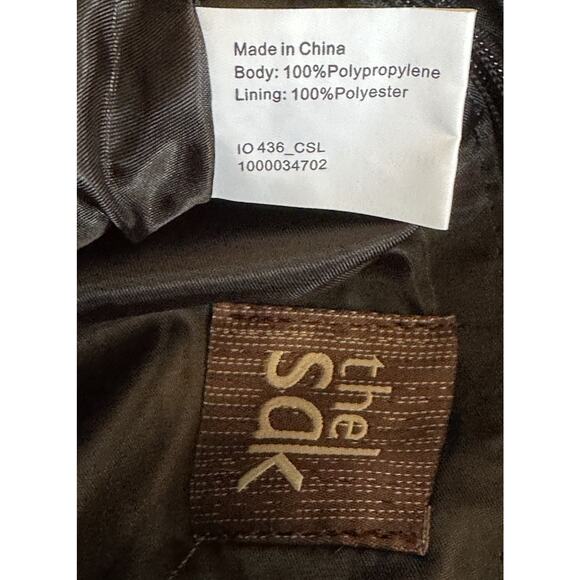 Made in China
Body: 100%Polypropylene
Lining: 100%Polyester
IO 436_CSL
1000034702
the
sak